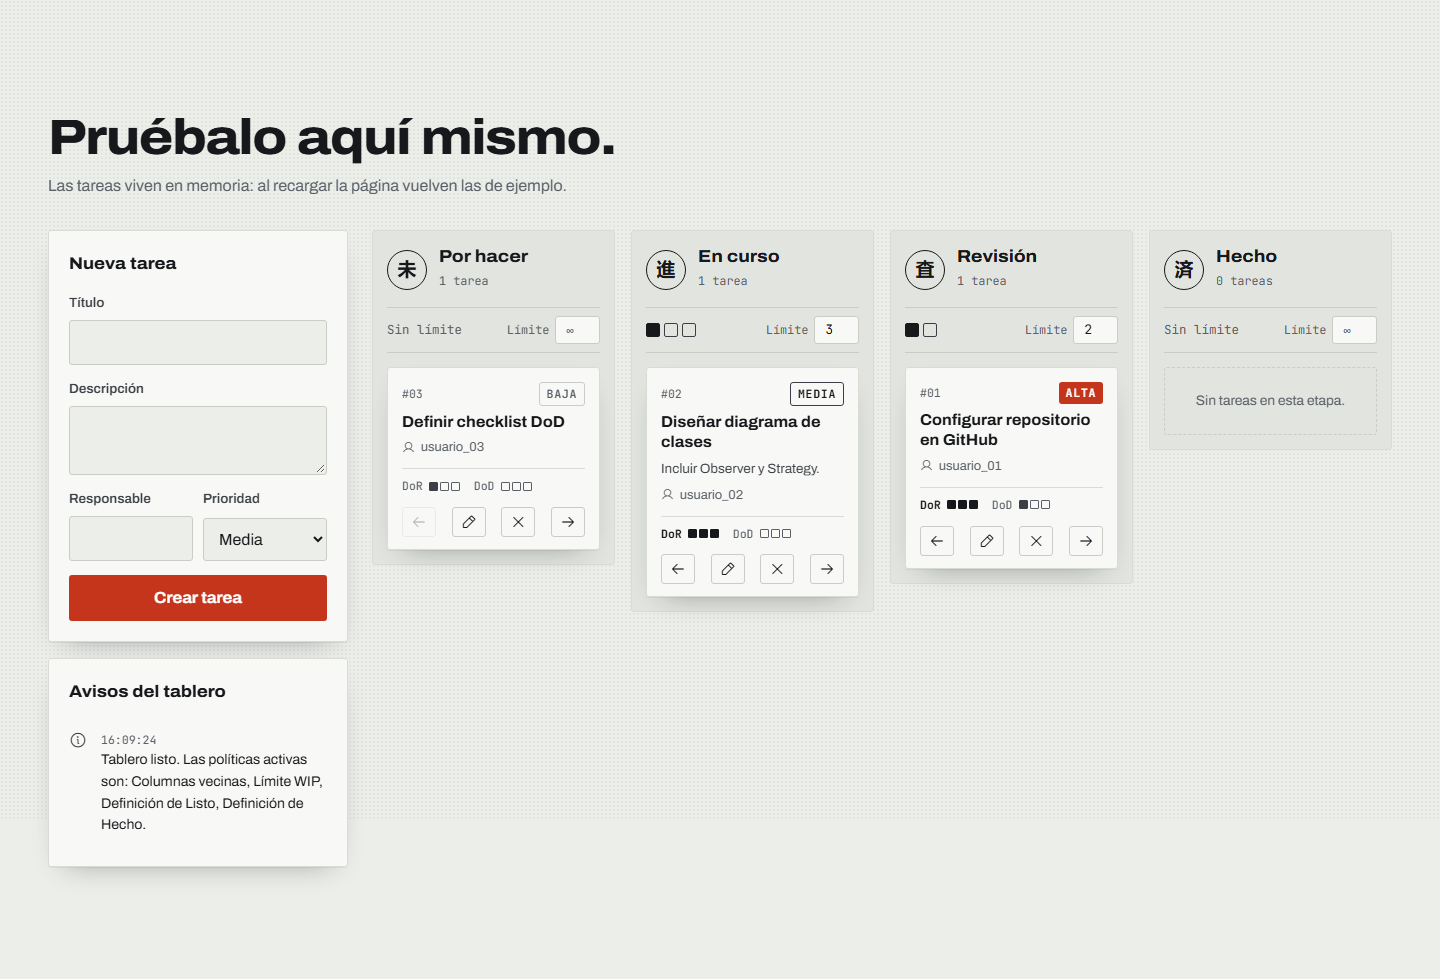 Pruébalo aquí mismo.
Las tareas viven en memoria: al recargar la página vuelven las de ejemplo.
Nueva tarea
Título
Descripción
Responsable
Prioridad
Media
Crear tarea
Avisos del tablero
16:09:24
Tablero listo. Las políticas activas
son: Columnas vecinas, Límite WIP,
Definición de Listo, Definición de
Hecho.
未
Por hacer
1 tarea
Sin límite
Límite
∞
#03
BAJA
Definir checklist DoD
usuario_03
DoR
DoD
進
En curso
1 tarea
Límite
3
#02
MEDIA
Diseñar diagrama de
clases
Incluir Observer y Strategy.
usuario_02
DoR
DoD
査
Revisión
1 tarea
Límite
2
#01
ALTA
Configurar repositorio
en GitHub
usuario_01
DoR
DoD
済
Hecho
0 tareas
Sin límite
Límite
∞
Sin tareas en esta etapa.